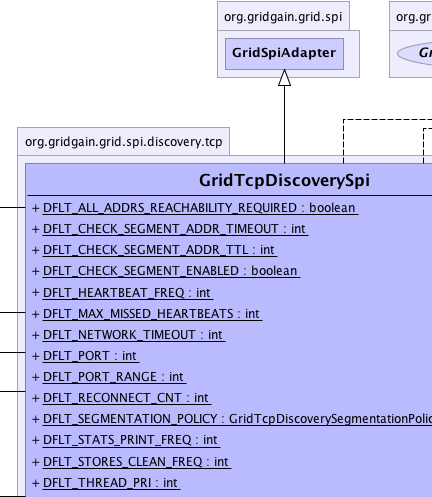 org.gridgain.grid.spi
org.gr
GridSpiAdapter
Gr
org.gridgain.grid.spi.discovery.tcp
GridTcpDiscoverySpi
+ DFLT_ALL_ADDRS_REACHABILITY_REQUIRED : boolean
+ DFLT_CHECK_SEGMENT_ADDR_TIMEOUT : int
+ DFLT_CHECK_SEGMENT_ADDR_TTL : int
+ DFLT_CHECK_SEGMENT_ENABLED : boolean
+ DFLT_HEARTBEAT_FREQ : int
+ DFLT_MAX_MISSED_HEARTBEATS : int
+ DFLT_NETWORK_TIMEOUT : int
+ DFLT_PORT : int
+ DFLT_PORT_RANGE : int
+ DFLT_RECONNECT_CNT : int
+ DFLT_SEGMENTATION_POLICY : GridTcpDiscoverySegmentationPolic
+ DFLT_STATS_PRINT_FREQ : int
+ DFLT_STORES_CLEAN_FREQ : int
+ DFLT_THREAD_PRI : int